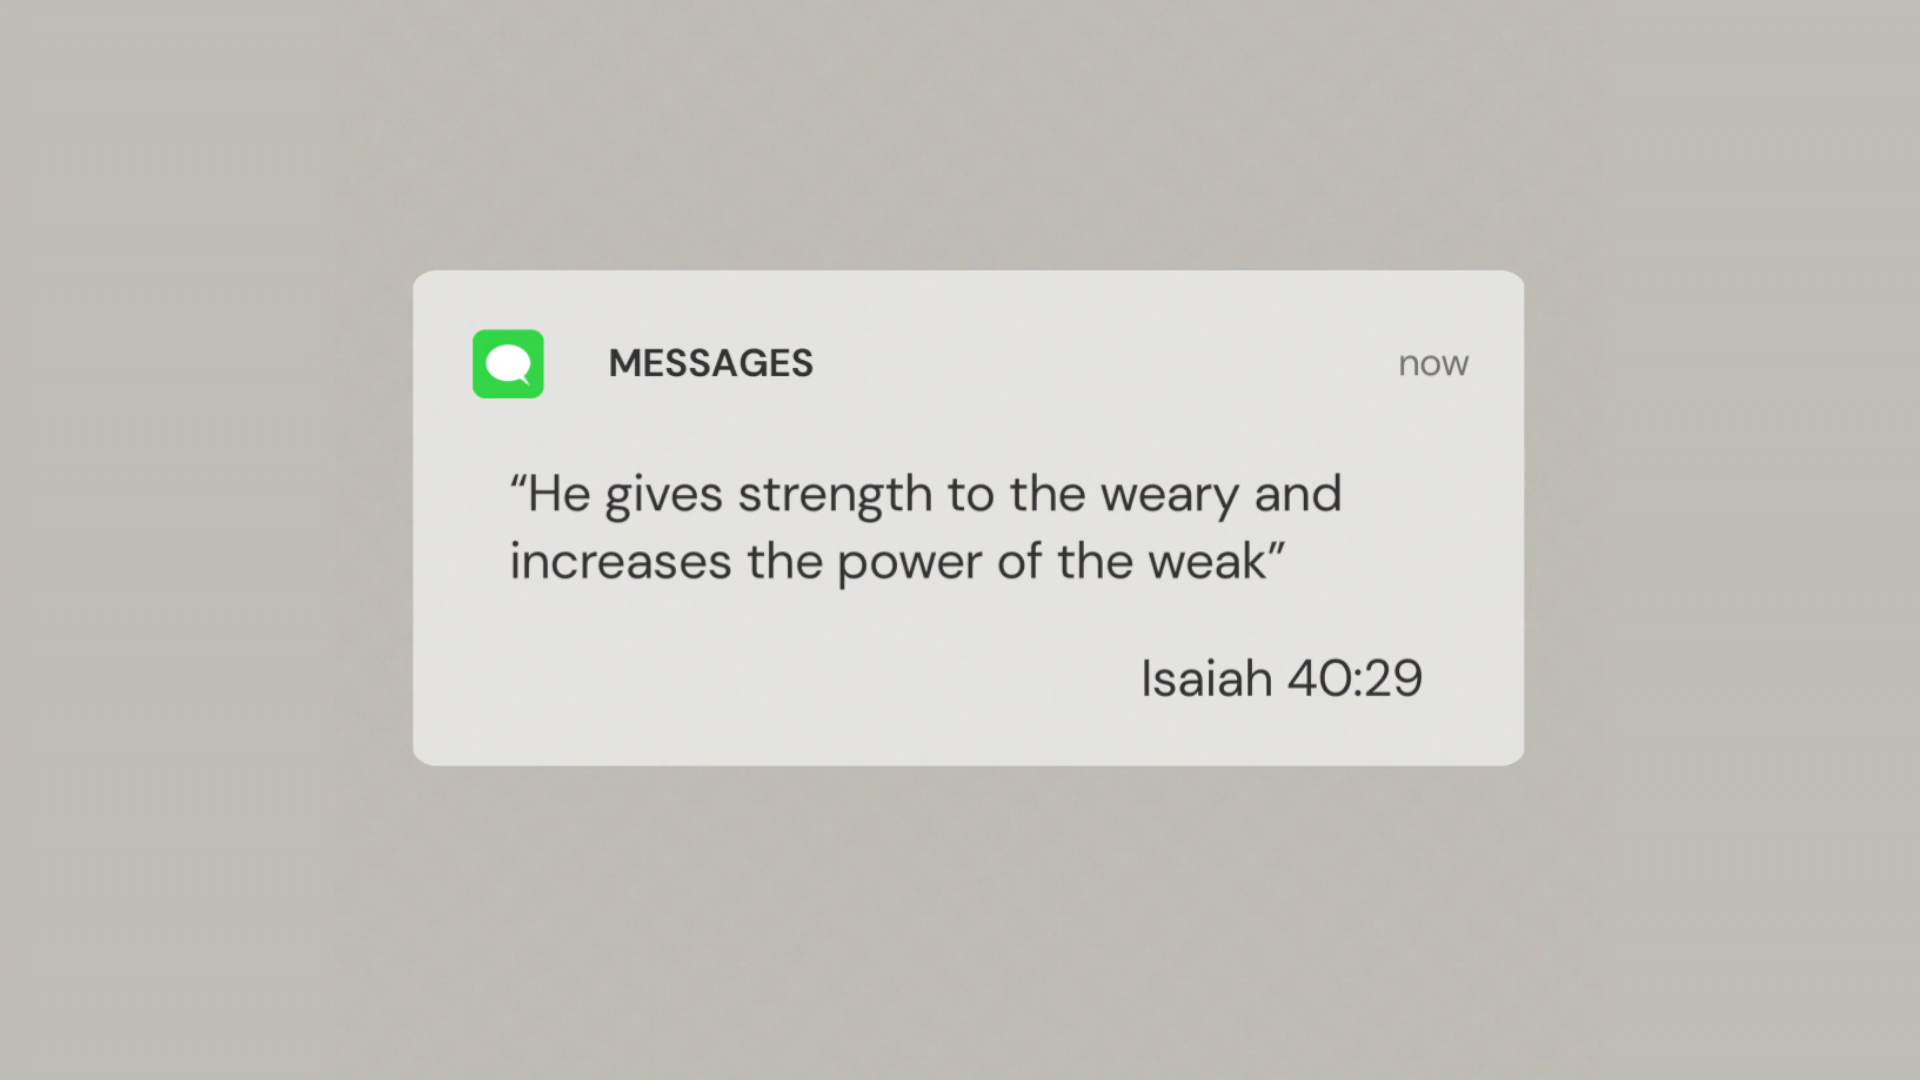 MESSAGES
now
“He gives strength to the weary and
increases the power of the weak”
Isaiah 40:29